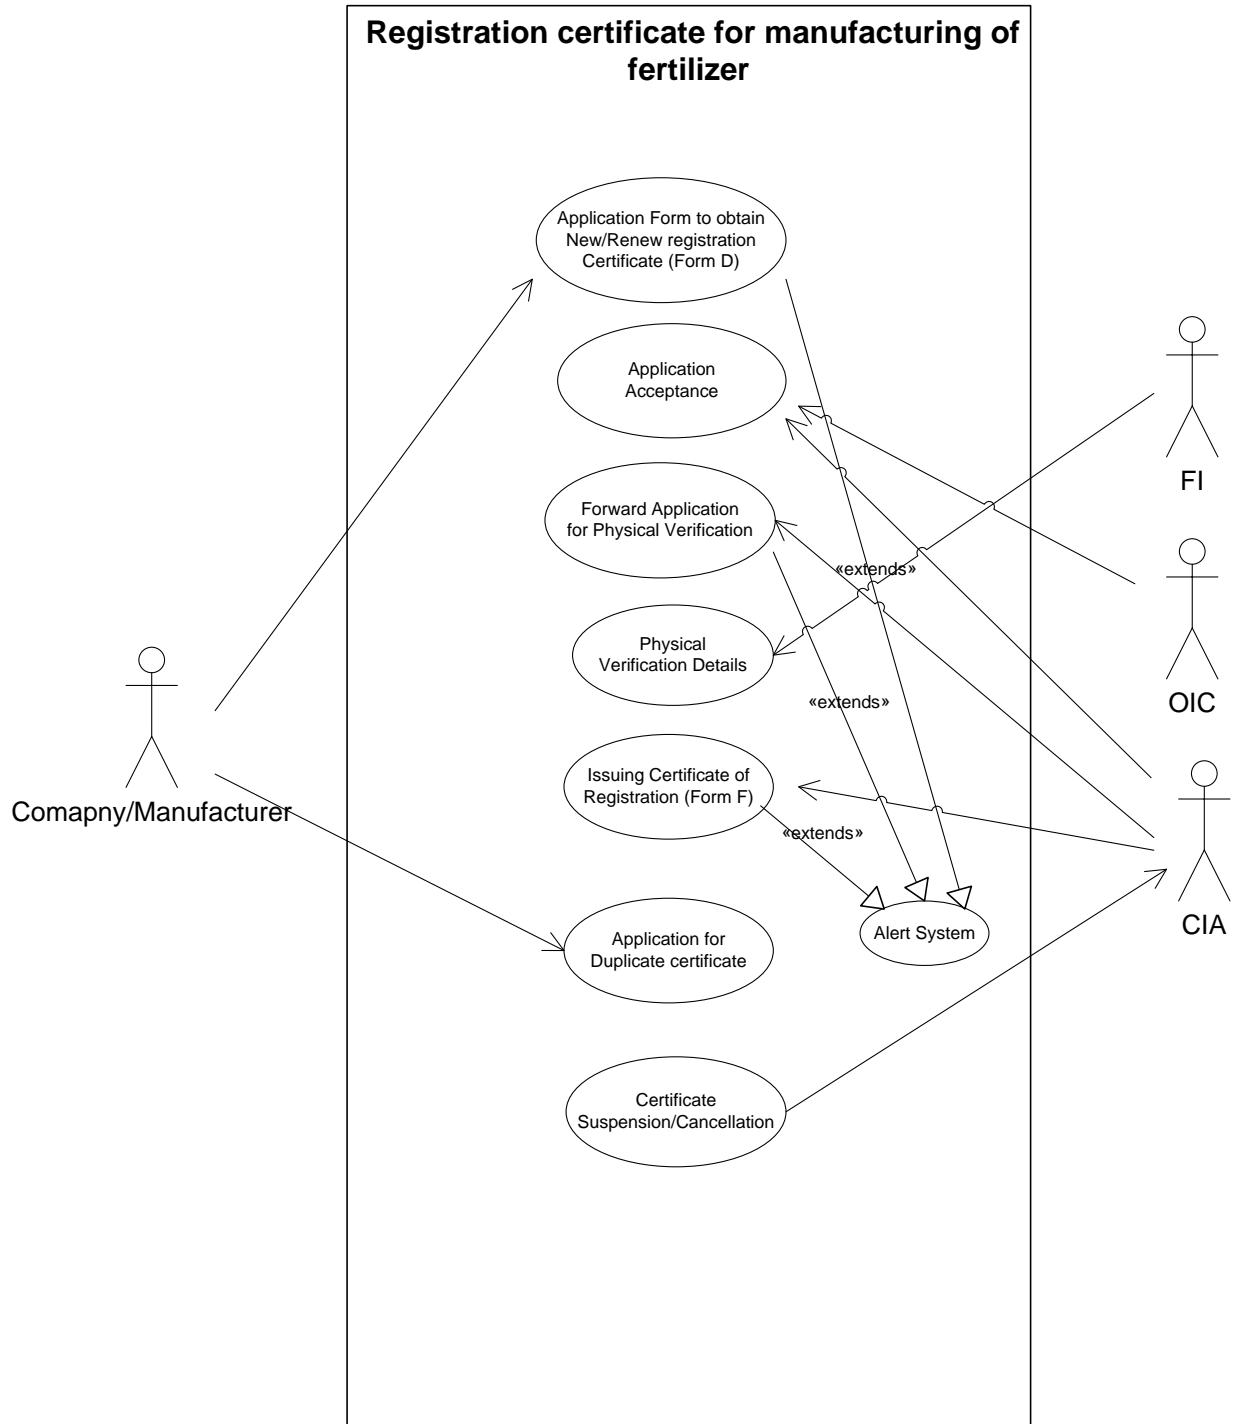 Registration certificate for manufacturing of
fertilizer
Application Form to obtain
New/Renew registration
Certificate (Form D)
Application
Acceptance
FI
Forward Application
for Physical Verification
«extends»
Physical
Verification Details
OIC
«extends»
Comapny/Manufacturer
Issuing Certificate of
Registration (Form F)
«extends»
CIA
Application for
Duplicate certificate
Alert System
Certificate
Suspension/Cancellation